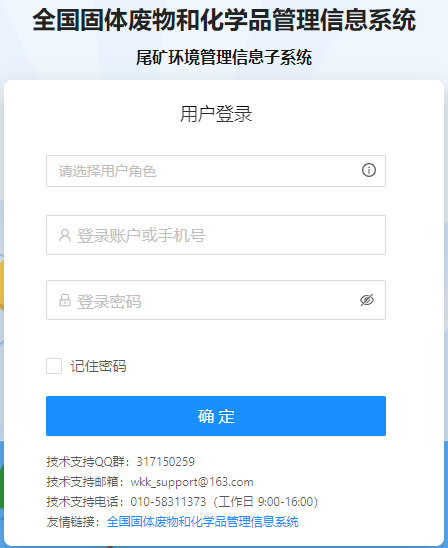 全国固体废物和化学品管理信息系统
尾矿环境管理信息子系统
用户登录
请选择用户角色
登录账户或手机号
登录密码
记住密码
确 定
技术支持QQ群：317150259
技术支持邮箱：wkk_support@163.com
技术支持电话：010-58311373（工作日 9:00-16:00）
友情链接：全国固体废物和化学品管理信息系统